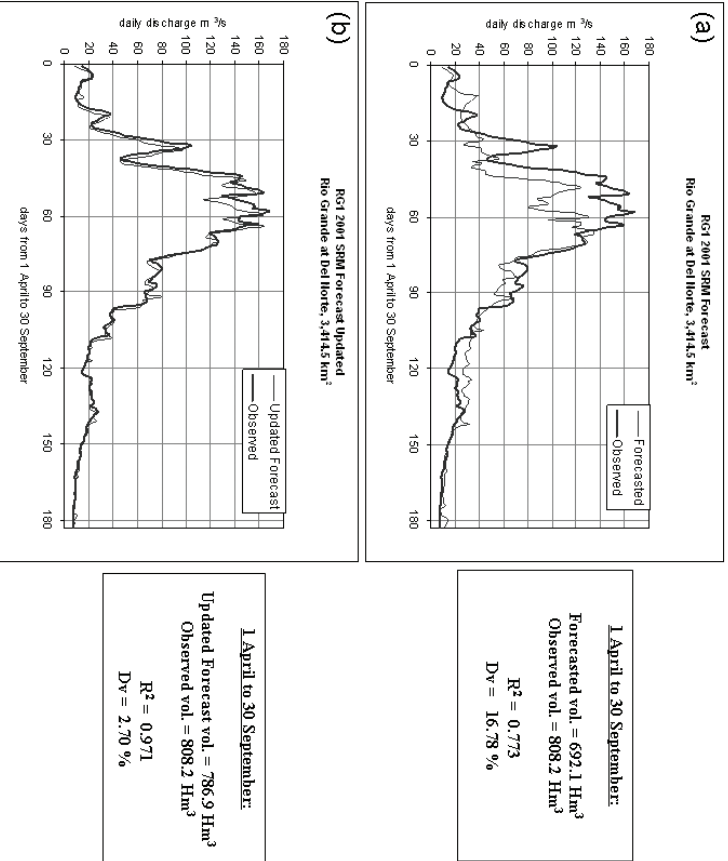 (a)
RG1 2001 SRM Forecast
Rio Grande at Del Norte, 3,414.5 km²
daily discharge m ³/s
180
160
140
120
100
80
60
40
20
0
0
30
60
90
120
150
180
days from 1 April to 30 September
Forecasted
Observed
1 April to 30 September:
Forecasted vol. = 692.1 Hm³
Observed vol. = 808.2 Hm³
R² = 0.773
Dv = 16.78 %
(b)
RG1 2001 SRM Forecast Updated
Rio Grande at Del Norte, 3,414.5 km²
daily discharge m ³/s
180
160
140
120
100
80
60
40
20
0
0
30
60
90
120
150
180
days from 1 April to 30 September
Updated Forecast
Observed
1 April to 30 September:
Updated Forecast vol. = 786.9 Hm³
Observed vol. = 808.2 Hm³
R² = 0.971
Dv = 2.70 %